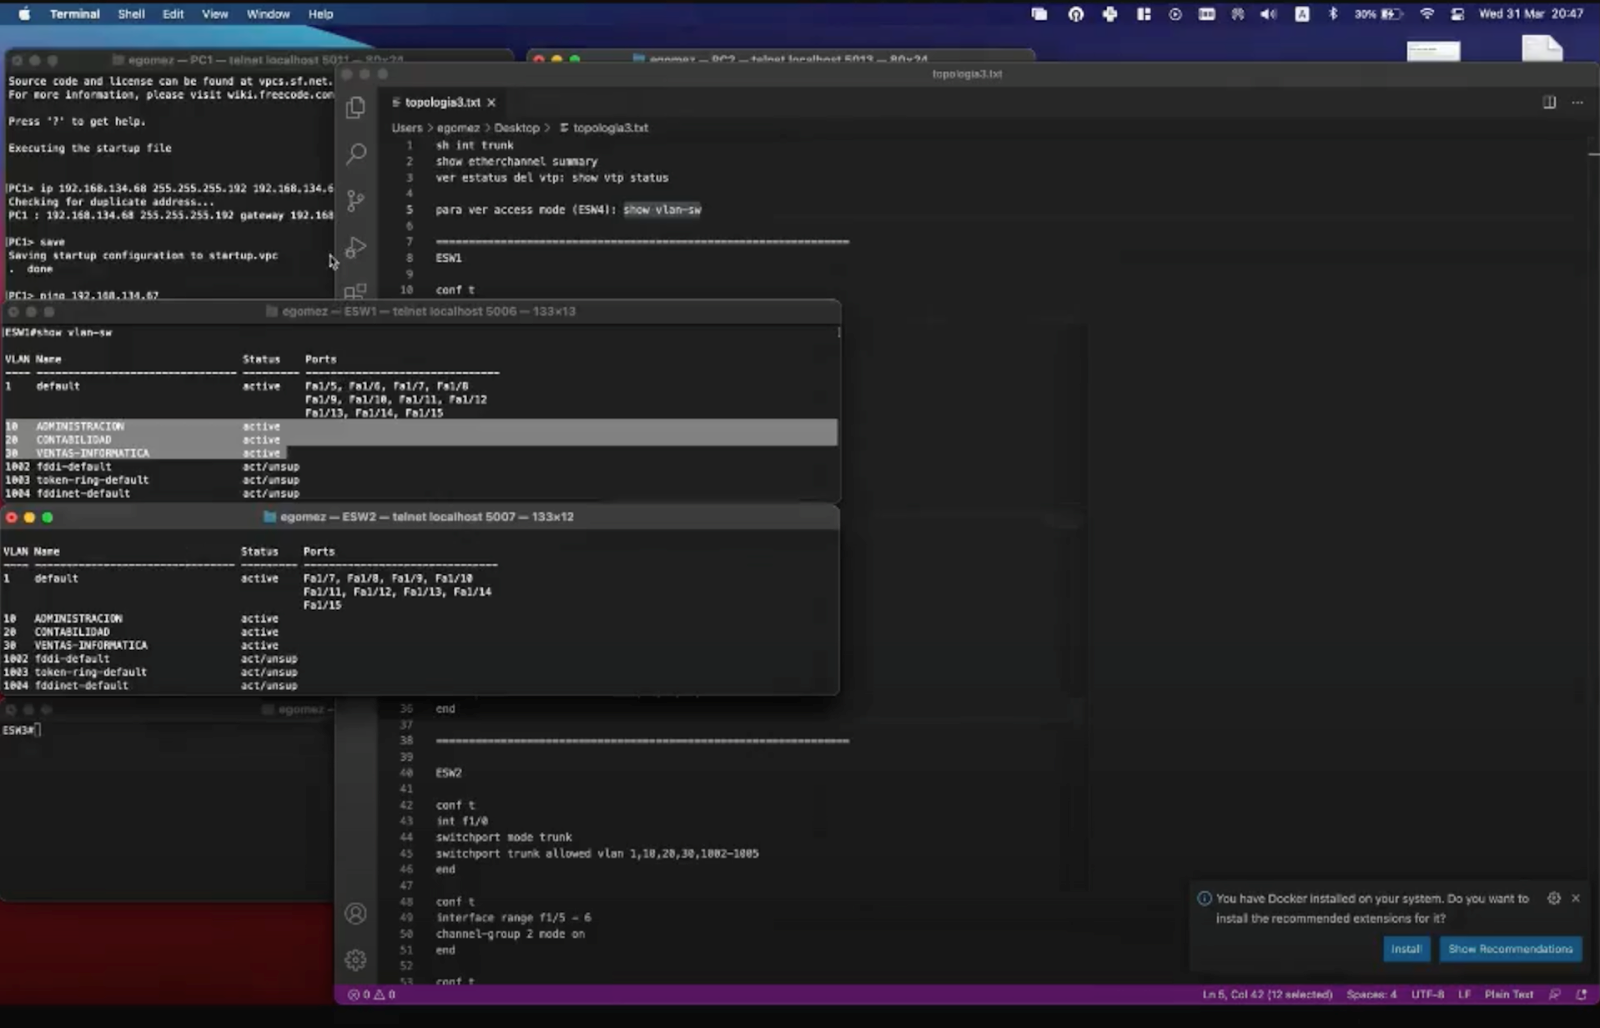 Terminal Shell Edit View Window Help
30% Wed 31 Mar 20:47
egomez — PC1 — telnet localhost 5011 — 80×24
egomez — PC2 — telnet localhost 5013 — 80×24
Source code and license can be found at vpcs.sf.net.
For more information, please visit wiki.freecode.com
Press '?' to get help.
Executing the startup file
PC1> ip 192.168.134.68 255.255.255.192 192.168.134.6
Checking for duplicate address...
PC1 : 192.168.134.68 255.255.255.192 gateway 192.168
PC1> save
Saving startup configuration to startup.vpc
. done
PC1> ping 192.168.134.67
topologia3.txt
topologia3.txt
Users > egomez > Desktop > topologia3.txt
1 sh int trunk
2 show etherchannel summary
3 ver estatus del vtp: show vtp status
4
5 para ver access mode (ESW4): show vlan-sw
6
7 ================================================================
8 ESW1
9
10 conf t
egomez — ESW1 — telnet localhost 5006 — 133×13
ESW1#show vlan-sw
VLAN Name Status Ports
---- -------------------------------- --------- -------------------------------
1 default active Fa1/5, Fa1/6, Fa1/7, Fa1/8
Fa1/9, Fa1/10, Fa1/11, Fa1/12
Fa1/13, Fa1/14, Fa1/15
10 ADMINISTRACION active
20 CONTABILIDAD active
30 VENTAS-INFORMATICA active
1002 fddi-default act/unsup
1003 token-ring-default act/unsup
1004 fddinet-default act/unsup
egomez — ESW2 — telnet localhost 5007 — 133×12
VLAN Name Status Ports
---- -------------------------------- --------- -------------------------------
1 default active Fa1/7, Fa1/8, Fa1/9, Fa1/10
Fa1/11, Fa1/12, Fa1/13, Fa1/14
Fa1/15
10 ADMINISTRACION active
20 CONTABILIDAD active
30 VENTAS-INFORMATICA active
1002 fddi-default act/unsup
1003 token-ring-default act/unsup
1004 fddinet-default act/unsup
egomez —
ESW3#
36 end
37
38 ================================================================
39
40 ESW2
41
42 conf t
43 int f1/0
44 switchport mode trunk
45 switchport trunk allowed vlan 1,10,20,30,1002-1005
46 end
47
48 conf t
49 interface range f1/5 - 6
50 channel-group 2 mode on
51 end
52
53 conf t
You have Docker installed on your system. Do you want to
install the recommended extensions for it?
Install Show Recommendations
0 0 Ln 5, Col 42 (12 selected) Spaces: 4 UTF-8 LF Plain Text